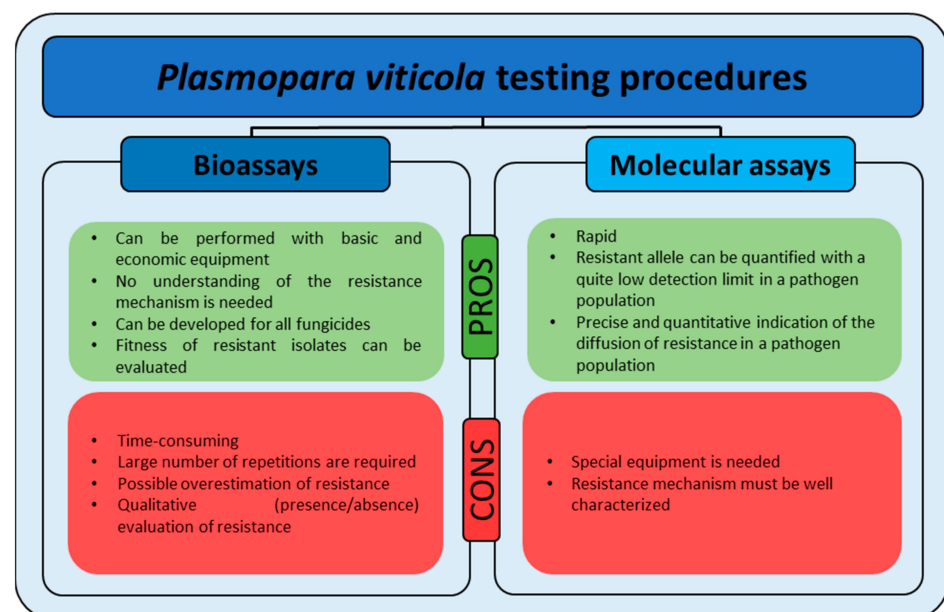 Plasmopara viticola testing procedures
Bioassays
• Can be performed with basic and
economic equipment
• No understanding of the resistance
mechanism is needed
• Can be developed for all fungicides
• Fitness of resistant isolates can be
evaluated
• Time-consuming
• Large number of repetitions are required
• Possible overestimation of resistance
• Qualitative (presence/absence)
evaluation of resistance
PROS
CONS
Molecular assays
• Rapid
• Resistant allele can be quantified with a
quite low detection limit in a pathogen
population
• Precise and quantitative indication of the
diffusion of resistance in a pathogen
population
• Special equipment is needed
• Resistance mechanism must be well
characterized